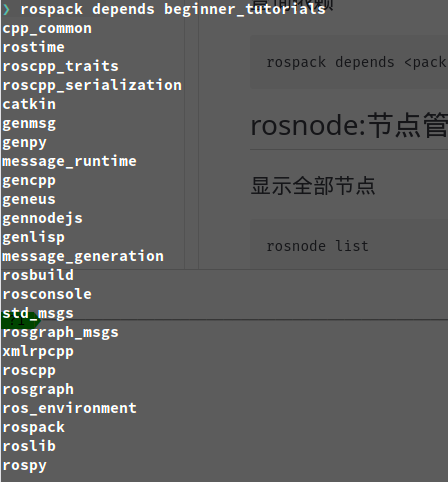 ❯ rospack depends beginner_tutorials
cpp_common
rostime
roscpp_traits
roscpp_serialization
catkin
genmsg
genpy
message_runtime
gencpp
geneus
gennodejs
genlisp
message_generation
rosbuild
rosconsole
std_msgs
rosgraph_msgs
xmlrpcpp
roscpp
rosgraph
ros_environment
rospack
roslib
rospy
rospack depends <pack
rosnode:节点管
显示全部节点
rosnode list